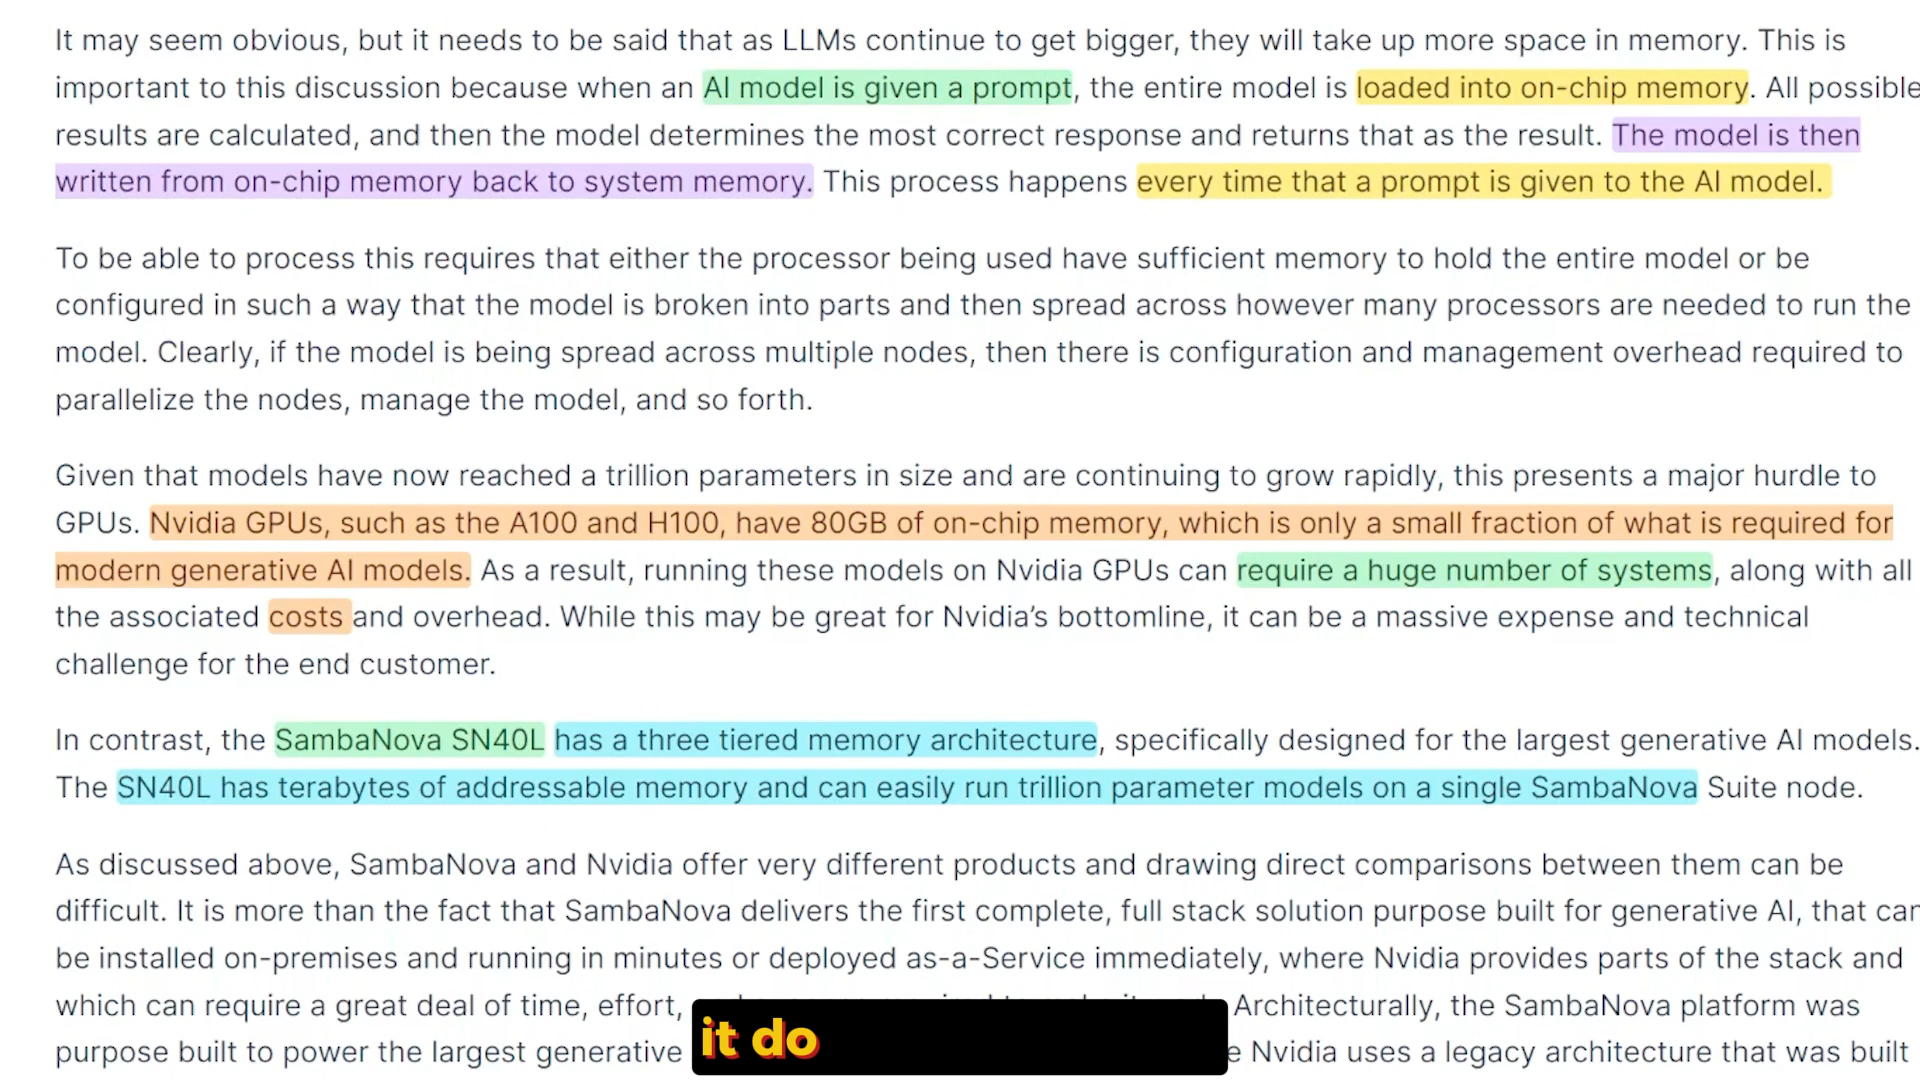 It may seem obvious, but it needs to be said that as LLMs continue to get bigger, they will take up more space in memory. This is
important to this discussion because when an AI model is given a prompt, the entire model is loaded into on-chip memory. All possible
results are calculated, and then the model determines the most correct response and returns that as the result. The model is then
written from on-chip memory back to system memory. This process happens every time that a prompt is given to the AI model.
To be able to process this requires that either the processor being used have sufficient memory to hold the entire model or be
configured in such a way that the model is broken into parts and then spread across however many processors are needed to run the
model. Clearly, if the model is being spread across multiple nodes, then there is configuration and management overhead required to
parallelize the nodes, manage the model, and so forth.
Given that models have now reached a trillion parameters in size and are continuing to grow rapidly, this presents a major hurdle to
GPUs. Nvidia GPUs, such as the A100 and H100, have 80GB of on-chip memory, which is only a small fraction of what is required for
modern generative AI models. As a result, running these models on Nvidia GPUs can require a huge number of systems, along with all
the associated costs and overhead. While this may be great for Nvidia's bottomline, it can be a massive expense and technical
challenge for the end customer.
In contrast, the SambaNova SN40L has a three tiered memory architecture, specifically designed for the largest generative AI models.
The SN40L has terabytes of addressable memory and can easily run trillion parameter models on a single SambaNova Suite node.
As discussed above, SambaNova and Nvidia offer very different products and drawing direct comparisons between them can be
difficult. It is more than the fact that SambaNova delivers the first complete, full stack solution purpose built for generative AI, that can
be installed on-premises and running in minutes or deployed as-a-Service immediately, where Nvidia provides parts of the stack and
which can require a great deal of time, effort, Architecturally, the SambaNova platform was
it do
purpose built to power the largest generative Nvidia uses a legacy architecture that was built